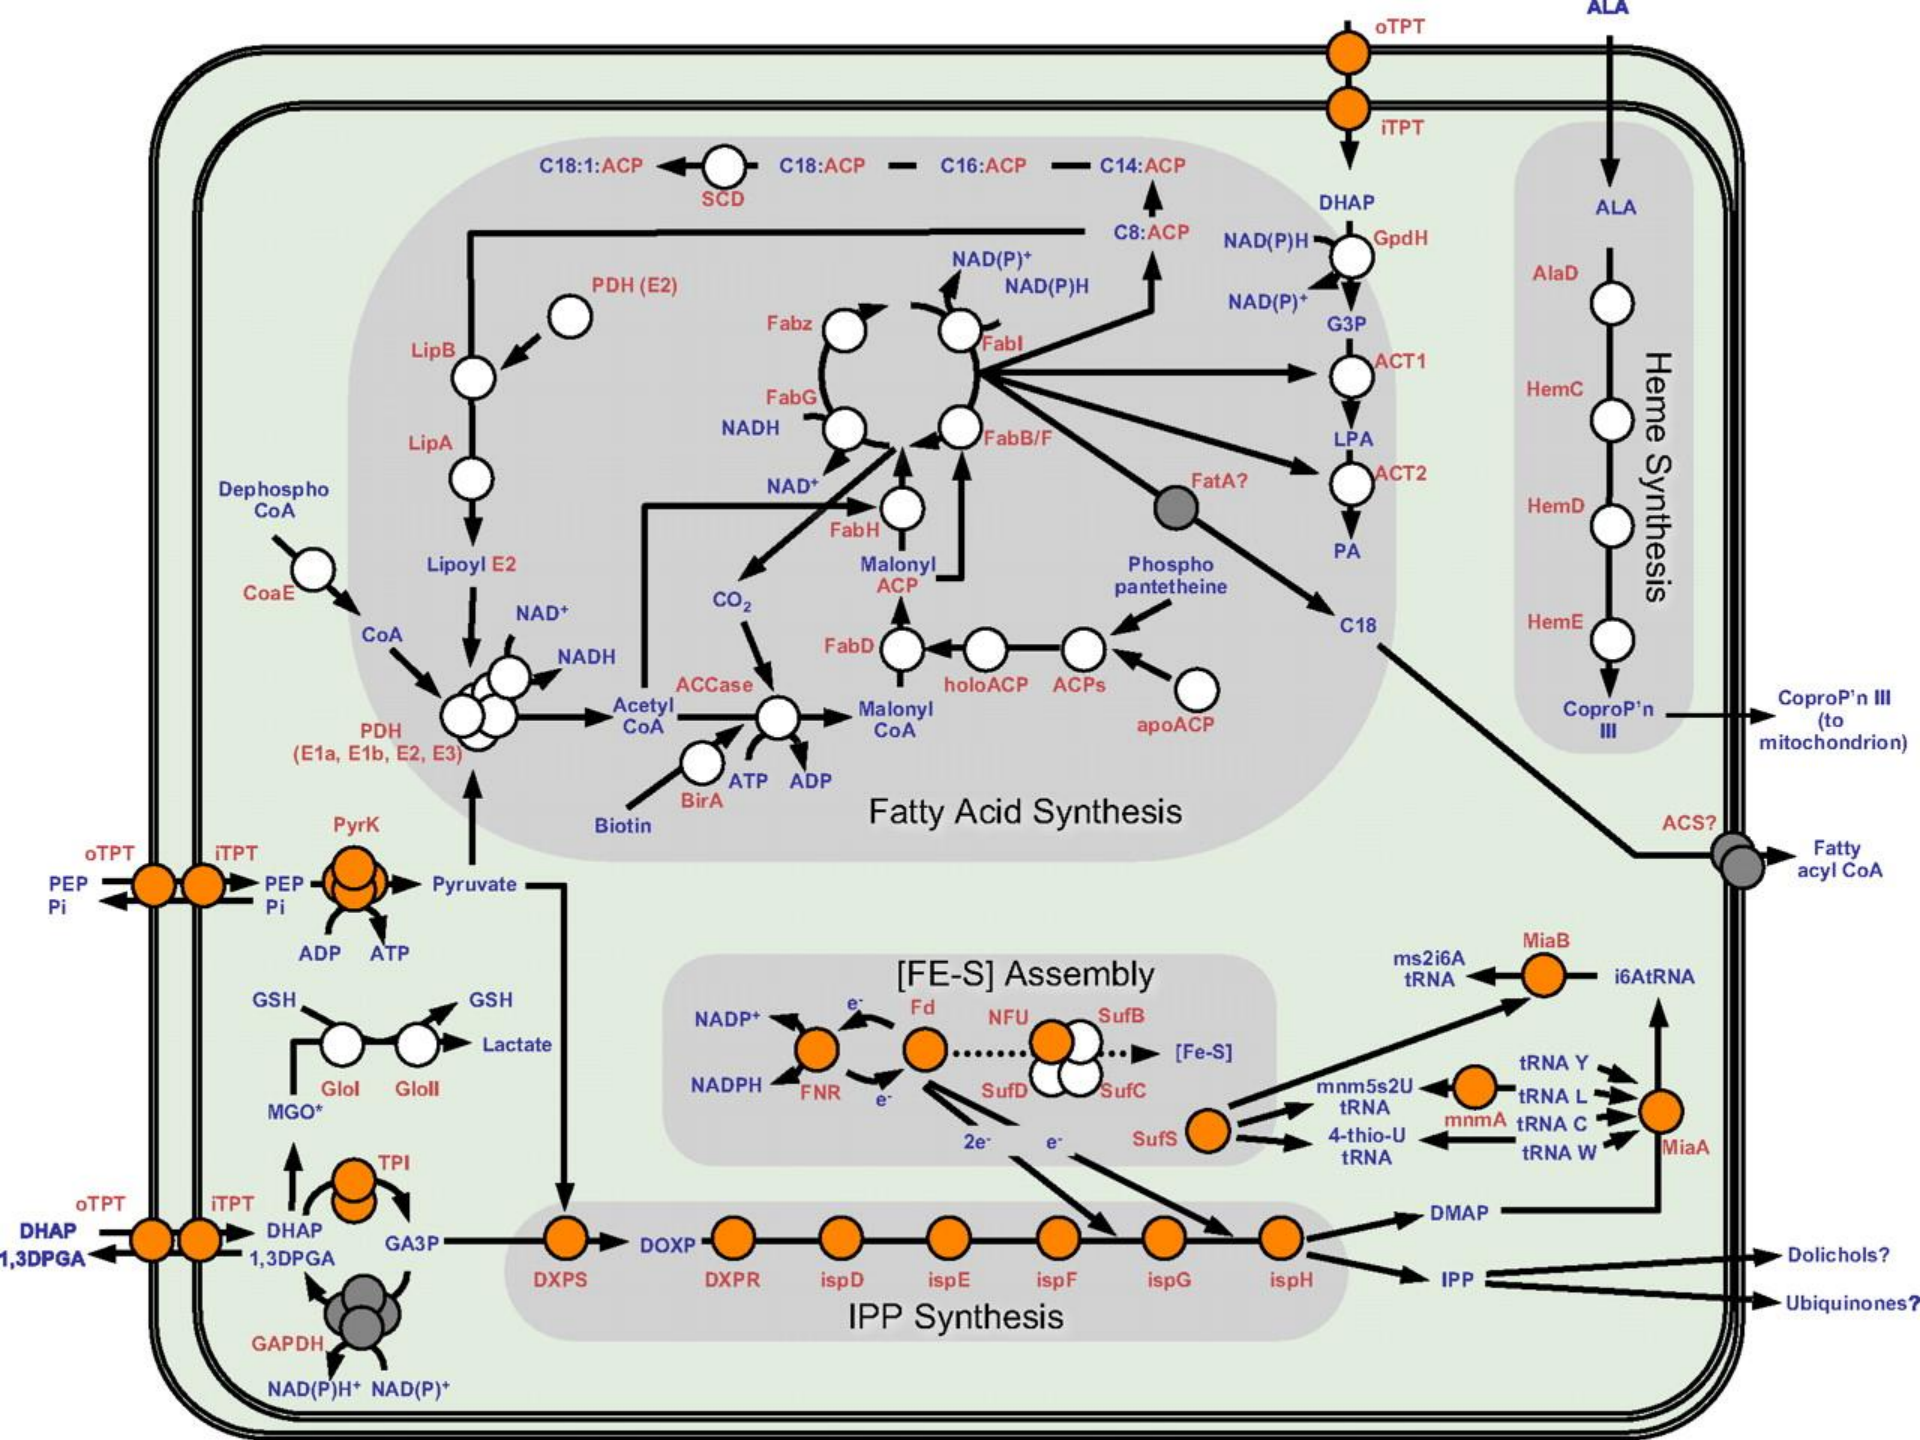 ALA
oTPT
iTPT
C18:1:ACP
SCD
C18:ACP
C16:ACP
C14:ACP
DHAP
ALA
C8:ACP
NAD(P)H
GpdH
NAD(P)+
NAD(P)H
PDH (E2)
AlaD
NAD(P)+
Fabz
FabI
G3P
LipB
ACT1
HemC
FabG
NADH
FabB/F
LPA
LipA
NAD+
FatA?
ACT2
Dephospho
CoA
FabH
HemD
PA
Lipoyl E2
Malonyl
ACP
Phospho
pantetheine
Heme Synthesis
CoaE
CO2
NAD+
CoA
C18
HemE
FabD
NADH
ACCase
holoACP
ACPs
Acetyl
CoA
Malonyl
CoA
apoACP
CoproP'n
III
CoproP'n III
(to
mitochondrion)
PDH
(E1a, E1b, E2, E3)
ATP
ADP
BirA
Biotin
Fatty Acid Synthesis
PyrK
ACS?
oTPT
iTPT
Fatty
acyl CoA
PEP
PEP
Pyruvate
Pi
Pi
ADP
ATP
MiaB
[FE-S] Assembly
ms2i6A
tRNA
i6AtRNA
GSH
GSH
e-
Fd
NFU
SufB
NADP+
Lactate
[Fe-S]
tRNA Y
NADPH
FNR
e-
SufD
SufC
mnm5s2U
tRNA
tRNA L
GloI
GloII
MGO*
mnmA
tRNA C
2e-
e-
SufS
4-thio-U
tRNA
tRNA W
MiaA
TPI
oTPT
iTPT
DHAP
DHAP
GA3P
DOXP
DMAP
1,3DPGA
1,3DPGA
Dolichols?
DXPS
DXPR
ispD
ispE
ispF
ispG
ispH
IPP
Ubiquinones?
IPP Synthesis
GAPDH
NAD(P)H+
NAD(P)+